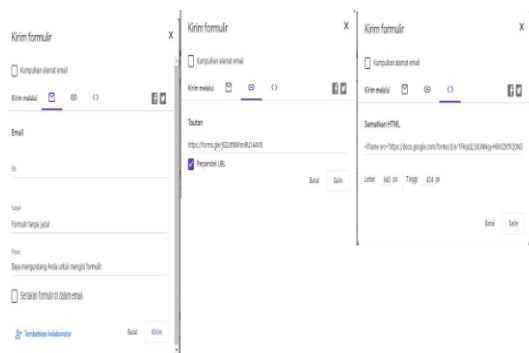 Kirim formulir X
Kumpulkan alamat email
Kirim melalui
Email
Ke
Subjek
Formulir tanpa judul
Pesan
Saya mengundang Anda untuk mengisi formulir:
Sertakan formulir di dalam email
Tambahkan kolaborator Batal Kirim
Kirim formulir X
Kumpulkan alamat email
Kirim melalui
Tautan
Perpendek URL
Batal Salin
Kirim formulir X
Kumpulkan alamat email
Kirim melalui <>
Sematkan HTML
Lebar 640 px Tinggi 434 px
Batal Salin